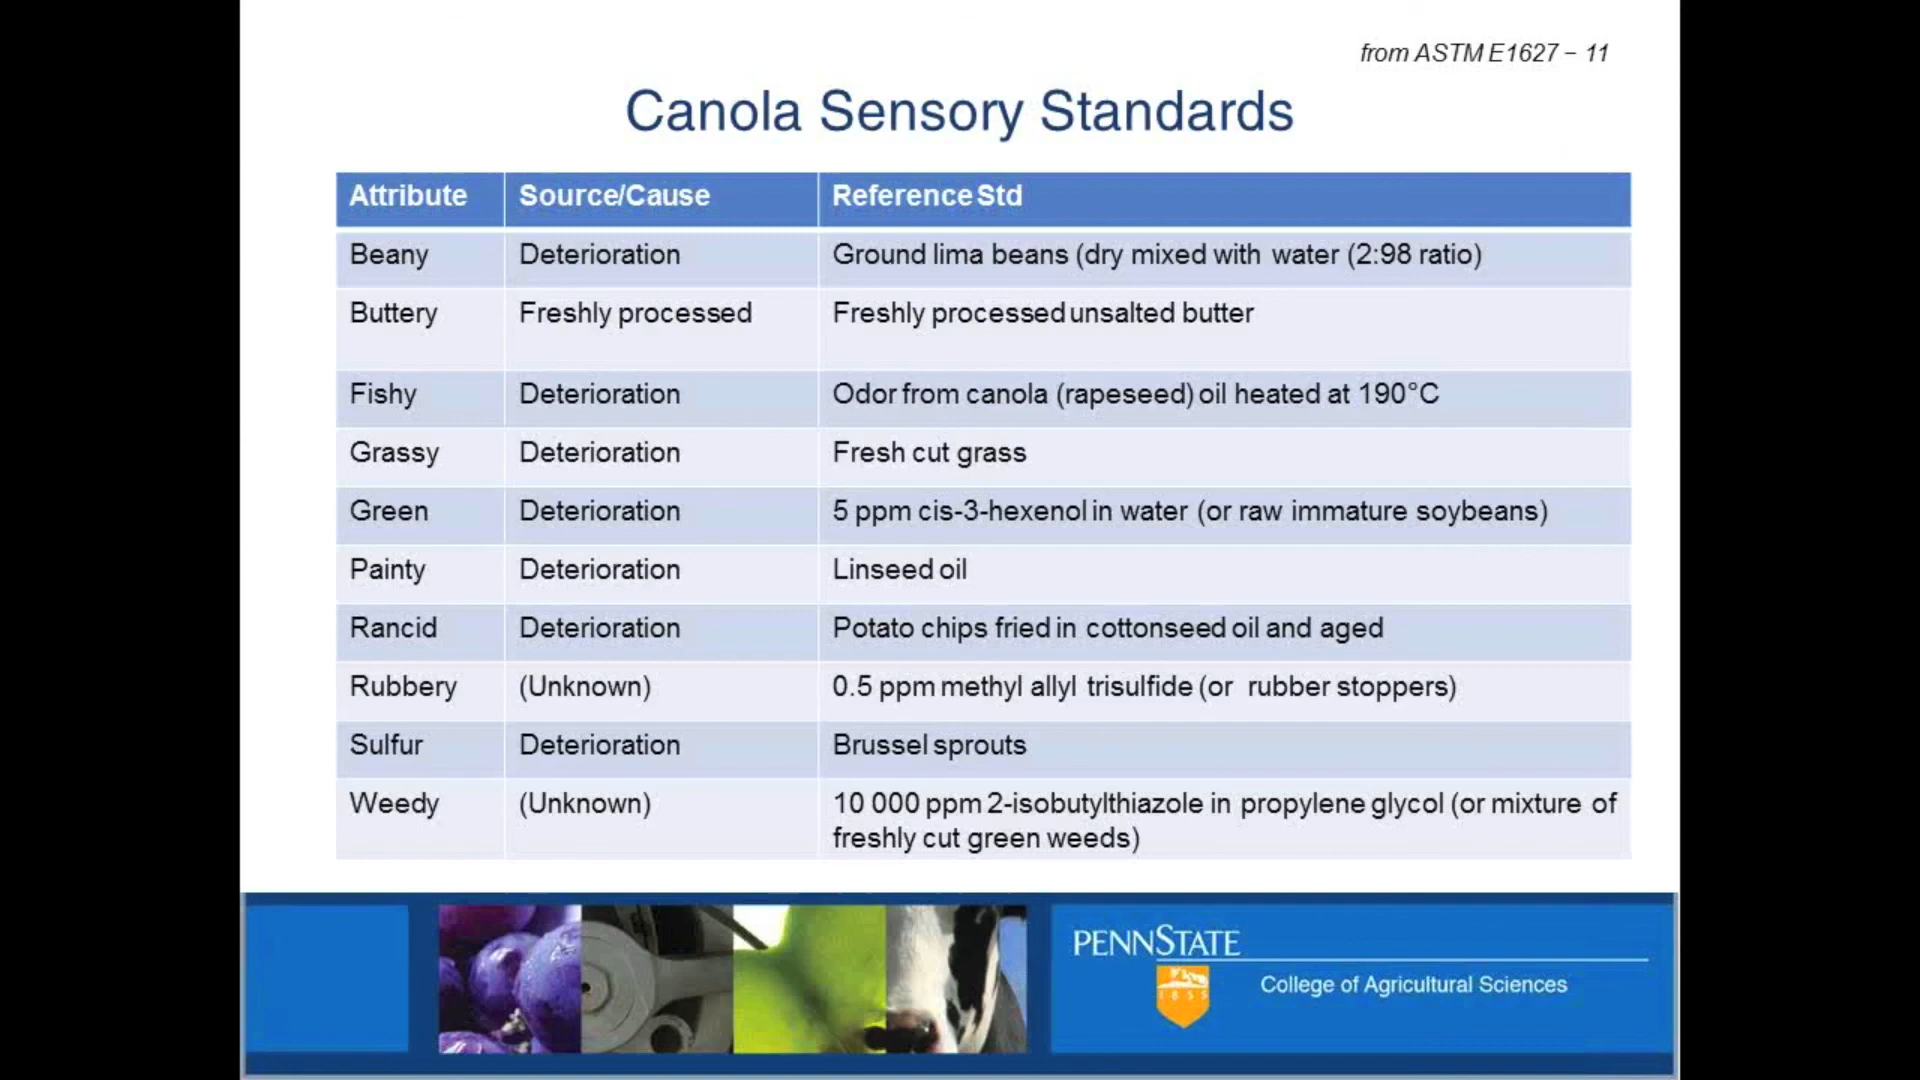 from ASTM E1627 – 11
Canola Sensory Standards
Attribute Source/Cause Reference Std
Beany Deterioration Ground lima beans (dry mixed with water (2:98 ratio)
Buttery Freshly processed Freshly processed unsalted butter
Fishy Deterioration Odor from canola (rapeseed) oil heated at 190°C
Grassy Deterioration Fresh cut grass
Green Deterioration 5 ppm cis-3-hexenol in water (or raw immature soybeans)
Painty Deterioration Linseed oil
Rancid Deterioration Potato chips fried in cottonseed oil and aged
Rubbery (Unknown) 0.5 ppm methyl allyl trisulfide (or rubber stoppers)
Sulfur Deterioration Brussel sprouts
Weedy (Unknown) 10 000 ppm 2-isobutylthiazole in propylene glycol (or mixture of
freshly cut green weeds)
PENNSTATE
1855
College of Agricultural Sciences